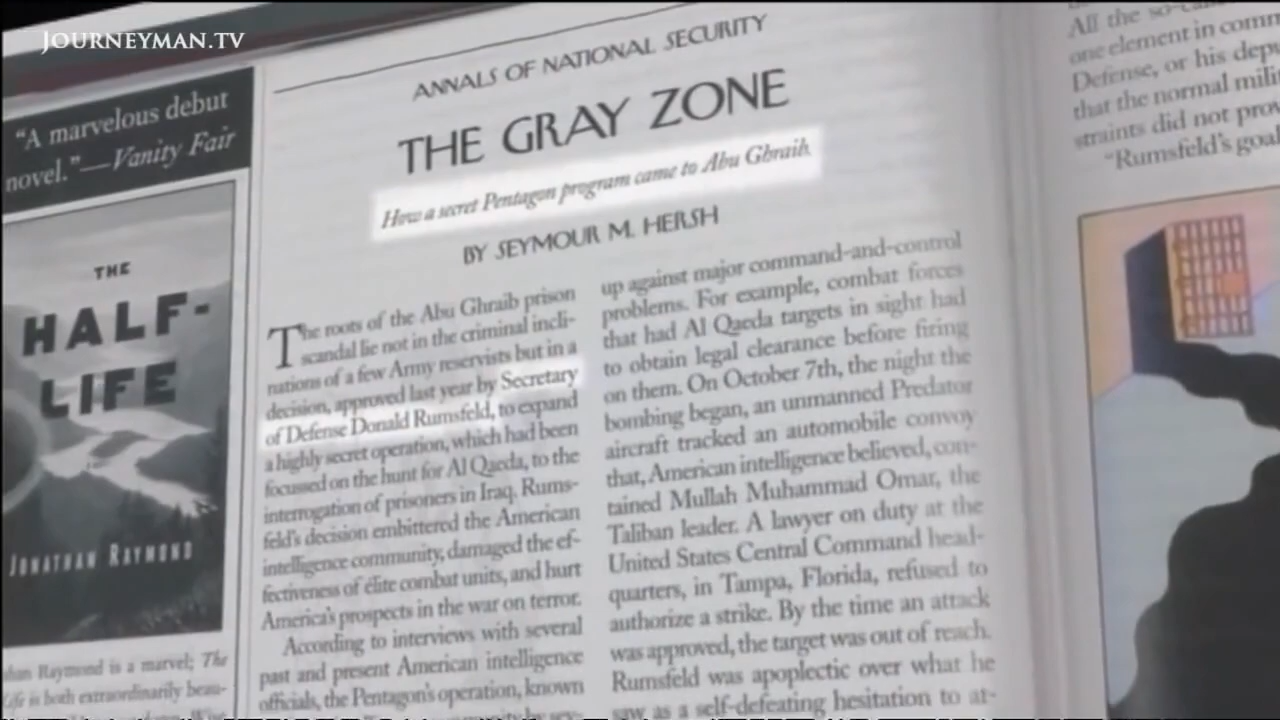 JOURNEYMAN.TV
"A marvelous debut
novel."—Vanity Fair
THE
HALF-
LIFE
JONATHAN RAYMOND
Raymond is a marvel; The
Life is both extraordinarily beau-
ANNALS OF NATIONAL SECURITY
THE GRAY ZONE
How a secret Pentagon program came to Abu Ghraib.
BY SEYMOUR M. HERSH
The roots of the Abu Ghraib prison
scandal lie not in the criminal incli-
nations of a few Army reservists but in a
decision, approved last year by Secretary
of Defense Donald Rumsfeld, to expand
a highly secret operation, which had been
focussed on the hunt for Al Qaeda, to the
interrogation of prisoners in Iraq. Rums-
feld's decision embittered the American
intelligence community, damaged the ef-
fectiveness of élite combat units, and hurt
America's prospects in the war on terror.
According to interviews with several
past and present American intelligence
officials, the Pentagon's operation, known
up against major command-and-control
problems. For example, combat forces
that had Al Qaeda targets in sight had
to obtain legal clearance before firing
on them. On October 7th, the night the
bombing began, an unmanned Predator
aircraft tracked an automobile convoy
that, American intelligence believed, con-
tained Mullah Muhammad Omar, the
Taliban leader. A lawyer on duty at the
United States Central Command head-
quarters, in Tampa, Florida, refused to
authorize a strike. By the time an attack
was approved, the target was out of reach.
Rumsfeld was apoplectic over what he
saw as a self-defeating hesitation to at-
All the
one element in
Defense, or his
that the normal
straints did not
"Rumsfeld's